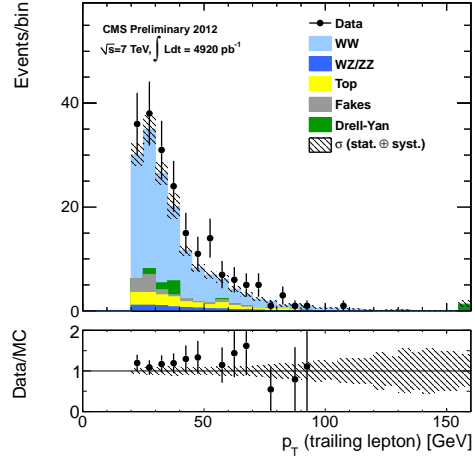 Events/bin
CMS Preliminary 2012
√s=7 TeV, ∫ Ldt = 4920 pb⁻¹
Data
WW
WZ/ZZ
Top
Fakes
Drell-Yan
σ (stat. ⊕ syst.)
40
20
0
Data/MC
2
1
0
0 50 100 150
p_T (trailing lepton) [GeV]